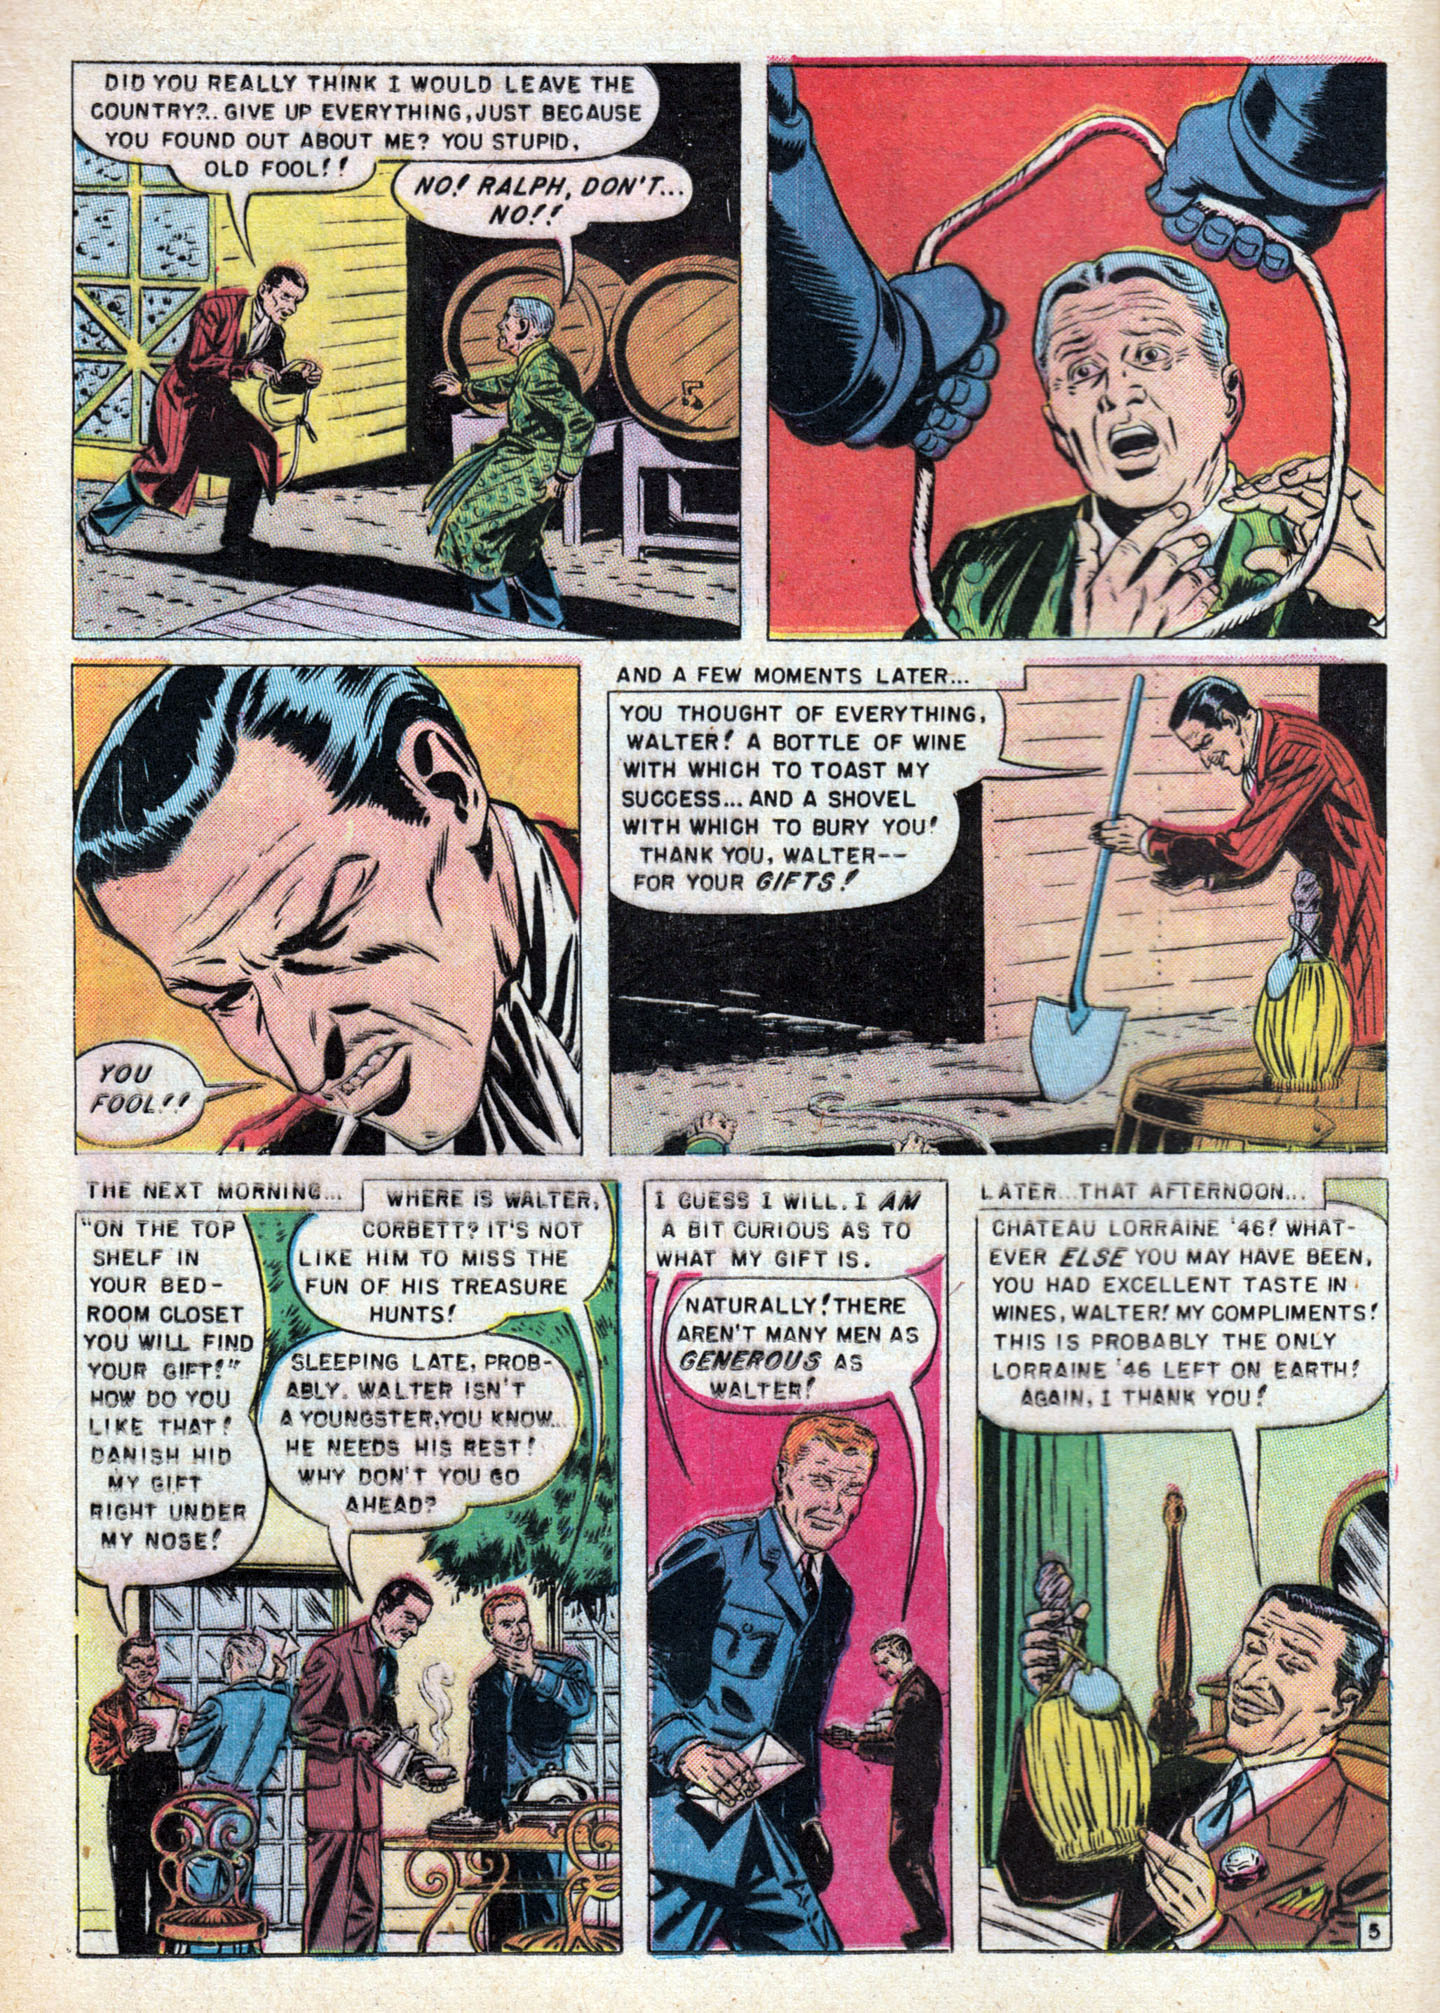 DID YOU REALLY THINK I WOULD LEAVE THE
COUNTRY?.. GIVE UP EVERYTHING, JUST BECAUSE
YOU FOUND OUT ABOUT ME? YOU STUPID,
OLD FOOL!!
NO! RALPH, DON'T...
NO!!
YOU
FOOL!!
AND A FEW MOMENTS LATER...
YOU THOUGHT OF EVERYTHING,
WALTER! A BOTTLE OF WINE
WITH WHICH TO TOAST MY
SUCCESS... AND A SHOVEL
WITH WHICH TO BURY YOU!
THANK YOU, WALTER--
FOR YOUR GIFTS!
THE NEXT MORNING...
"ON THE TOP
SHELF IN
YOUR BED-
ROOM CLOSET
YOU WILL FIND
YOUR GIFT!"
HOW DO YOU
LIKE THAT!
DANISH HID
MY GIFT
RIGHT UNDER
MY NOSE!
WHERE IS WALTER,
CORBETT? IT'S NOT
LIKE HIM TO MISS THE
FUN OF HIS TREASURE
HUNTS!
SLEEPING LATE, PROB-
ABLY. WALTER ISN'T
A YOUNGSTER, YOU KNOW...
HE NEEDS HIS REST!
WHY DON'T YOU GO
AHEAD?
I GUESS I WILL. I AM
A BIT CURIOUS AS TO
WHAT MY GIFT IS.
NATURALLY! THERE
AREN'T MANY MEN AS
GENEROUS AS
WALTER!
LATER... THAT AFTERNOON...
CHÂTEAU LORRAINE '46! WHAT-
EVER ELSE YOU MAY HAVE BEEN,
YOU HAD EXCELLENT TASTE IN
WINES, WALTER! MY COMPLIMENTS!
THIS IS PROBABLY THE ONLY
LORRAINE '46 LEFT ON EARTH!
AGAIN, I THANK YOU!
5